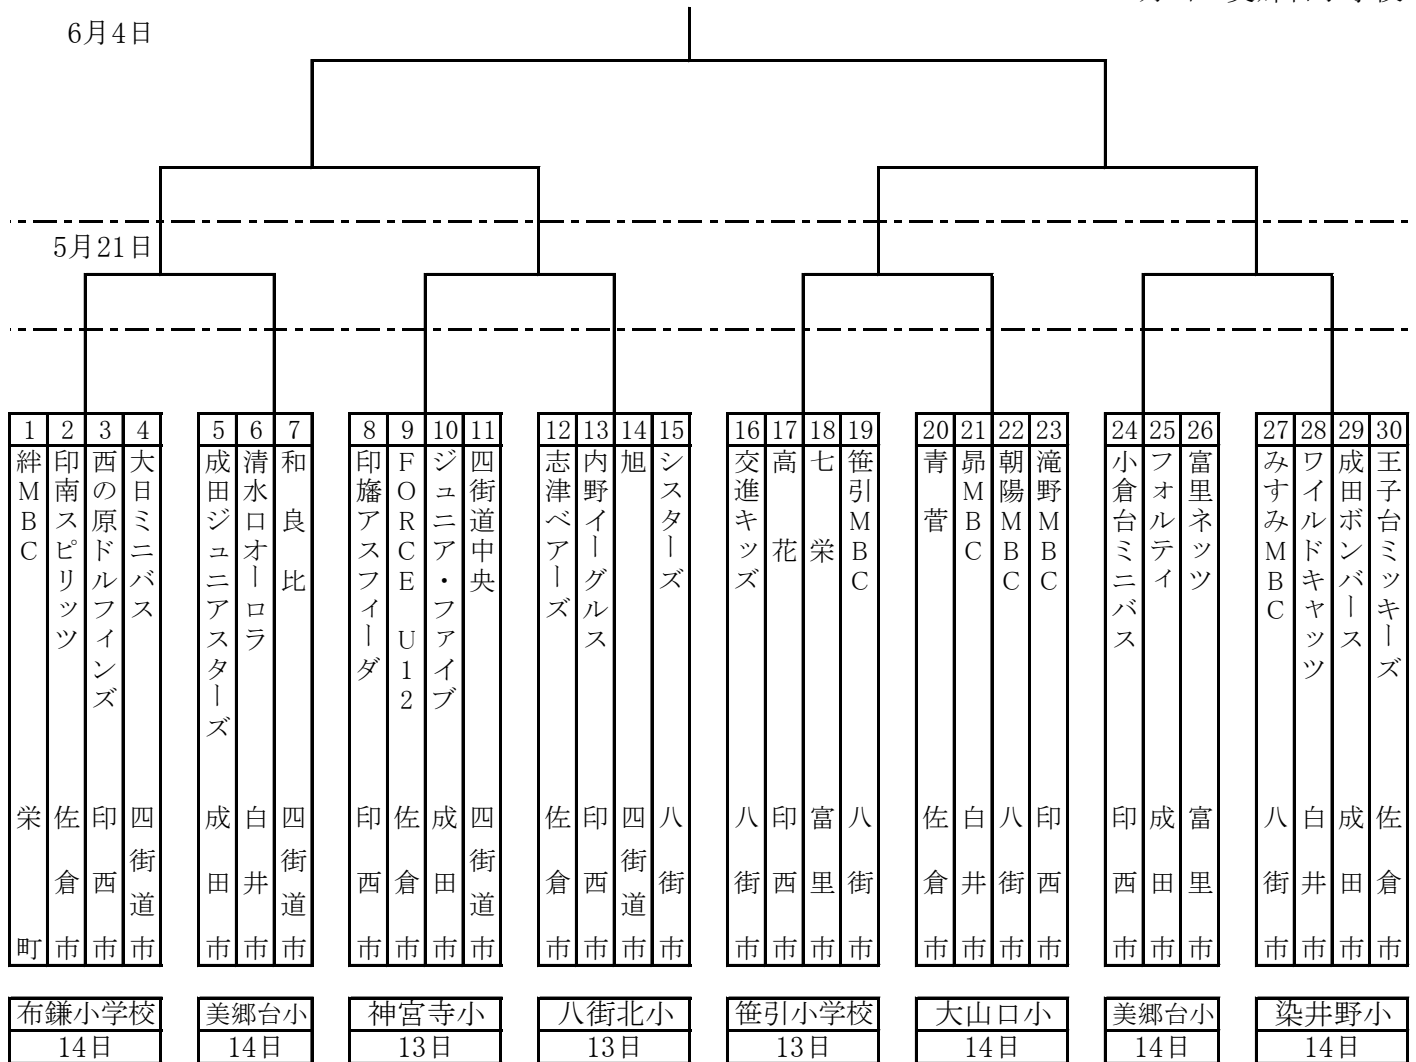 6月4日
5月21日
1 2 3 4 5 6 7 8 9 10 11 12 13 14 15 16 17 18 19 20 21 22 23 24 25 26 27 28 29 30
絆MBC 栄町
印南スピリッツ 佐倉市
西の原ドルフィンズ 印西市
大日ミニバス 四街道市
成田ジュニアスターズ 成田市
清水口オーロラ 白井市
和良比 四街道市
印旛アスフィーダ 印西市
FORCE U12 佐倉市
ジュニア・ファイブ 成田市
四街道中央 四街道市
志津ベアーズ 佐倉市
内野イーグルス 印西市
旭 四街道市
シスターズ 八街市
交進キッズ 八街市
高花 印西市
七栄 富里市
笹引MBC 八街市
青菅 佐倉市
昴MBC 白井市
朝陽MBC 八街市
滝野MBC 印西市
小倉台ミニバス 印西市
フォルティ 成田市
富里ネッツ 富里市
みすみMBC 八街市
ワイルドキャッツ 白井市
成田ボンバース 成田市
王子台ミッキーズ 佐倉市
布鎌小学校 美郷台小 神宮寺小 八街北小 笹引小学校 大山口小 美郷台小 染井野小
14日 14日 13日 13日 13日 14日 14日 14日